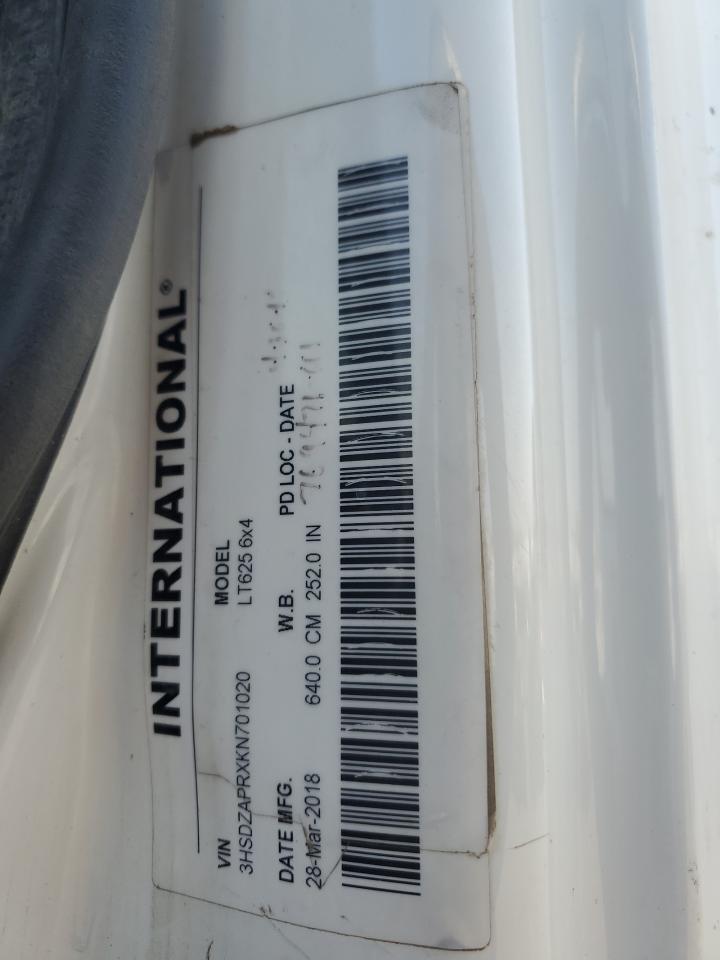 INTERNATIONAL®
VIN MODEL
3HSDZAPRXKN701020 LT625 6x4
DATE MFG. W.B. PD LOC - DATE
28-Mar-2018 640.0 CM 252.0 IN